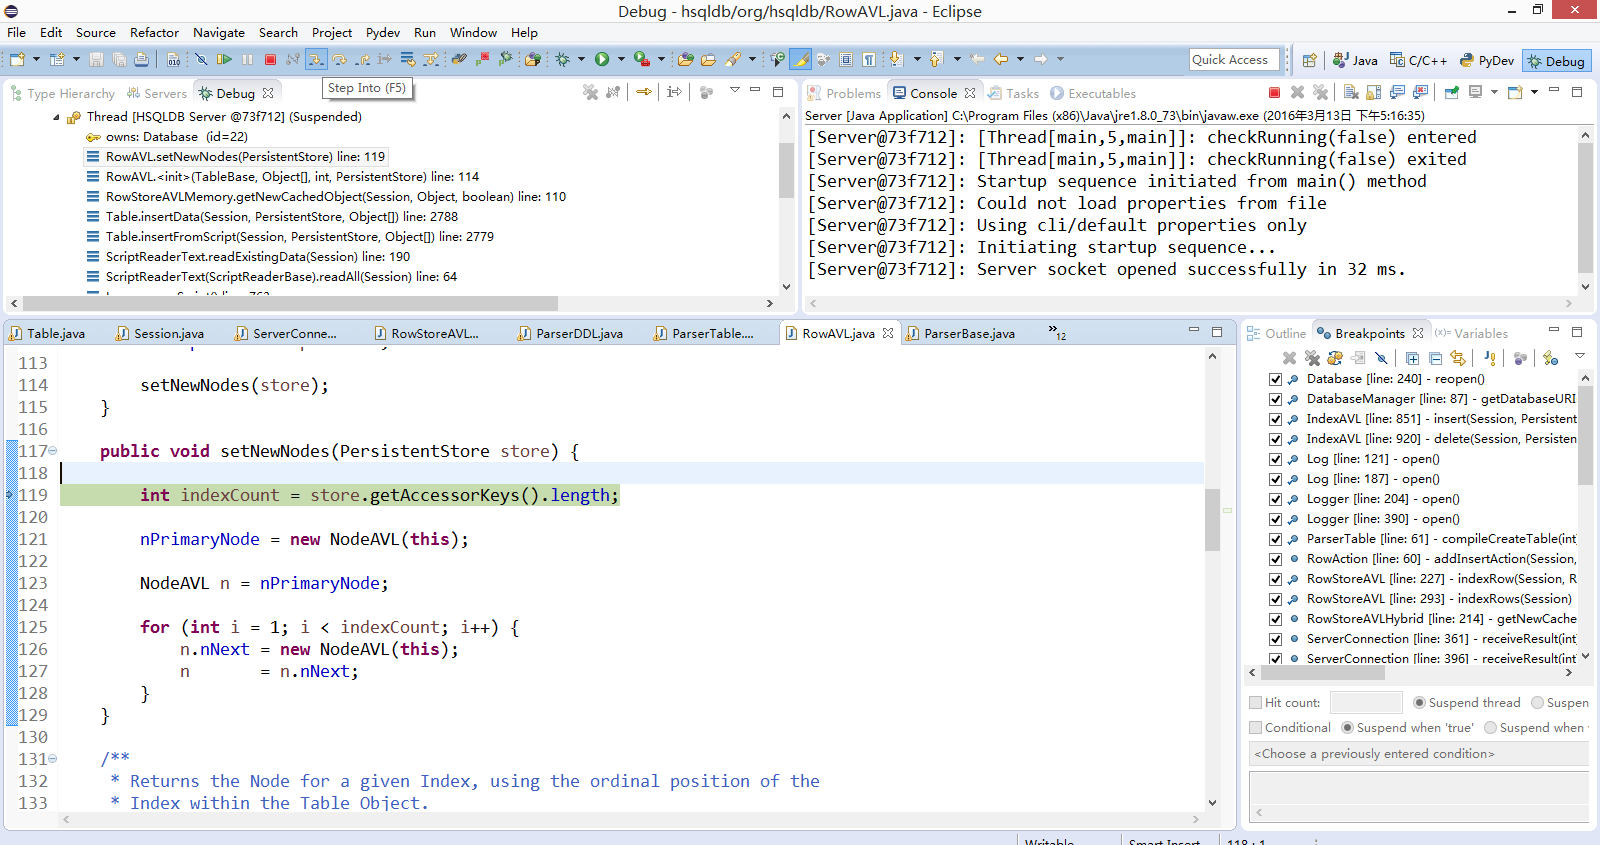 Debug - hsqldb/org/hsqldb/RowAVL.java - Eclipse
File Edit Source Refactor Navigate Search Project Pydev Run Window Help
Quick Access Java C/C++ PyDev Debug
Type Hierarchy Servers Debug
Step Into (F5)
Thread [HSQLDB Server @73f712] (Suspended)
owns: Database (id=22)
RowAVL.setNewNodes(PersistentStore) line: 119
RowAVL.<init>(TableBase, Object[], int, PersistentStore) line: 114
RowStoreAVLMemory.getNewCachedObject(Session, Object, boolean) line: 110
Table.insertData(Session, PersistentStore, Object[]) line: 2788
Table.insertFromScript(Session, PersistentStore, Object[]) line: 2779
ScriptReaderText.readExistingData(Session) line: 190
ScriptReaderText(ScriptReaderBase).readAll(Session) line: 64
Problems Console Tasks Executables
Server [Java Application] C:\Program Files (x86)\Java\jre1.8.0_73\bin\javaw.exe (2016年3月13日 下午5:16:35)
[Server@73f712]: [Thread[main,5,main]]: checkRunning(false) entered
[Server@73f712]: [Thread[main,5,main]]: checkRunning(false) exited
[Server@73f712]: Startup sequence initiated from main() method
[Server@73f712]: Could not load properties from file
[Server@73f712]: Using cli/default properties only
[Server@73f712]: Initiating startup sequence...
[Server@73f712]: Server socket opened successfully in 32 ms.
Table.java Session.java ServerConne... RowStoreAVL... ParserDDL.java ParserTable.... RowAVL.java ParserBase.java »12
113
114 setNewNodes(store);
115 }
116
117 public void setNewNodes(PersistentStore store) {
118
119 int indexCount = store.getAccessorKeys().length;
120
121 nPrimaryNode = new NodeAVL(this);
122
123 NodeAVL n = nPrimaryNode;
124
125 for (int i = 1; i < indexCount; i++) {
126 n.nNext = new NodeAVL(this);
127 n = n.nNext;
128 }
129 }
130
131 /**
132 * Returns the Node for a given Index, using the ordinal position of the
133 * Index within the Table Object.
Outline Breakpoints (x)= Variables
Database [line: 240] - reopen()
DatabaseManager [line: 87] - getDatabaseURI
IndexAVL [line: 851] - insert(Session, Persistent
IndexAVL [line: 920] - delete(Session, Persisten
Log [line: 121] - open()
Log [line: 187] - open()
Logger [line: 204] - open()
Logger [line: 390] - open()
ParserTable [line: 61] - compileCreateTable(int
RowAction [line: 60] - addInsertAction(Session,
RowStoreAVL [line: 227] - indexRow(Session, R
RowStoreAVL [line: 293] - indexRows(Session)
RowStoreAVLHybrid [line: 214] - getNewCache
ServerConnection [line: 361] - receiveResult(int
ServerConnection [line: 396] - receiveResult(int
Hit count: Suspend thread Suspen
Conditional Suspend when 'true' Suspend when
<Choose a previously entered condition>
Writable Smart Insert 118 : 1